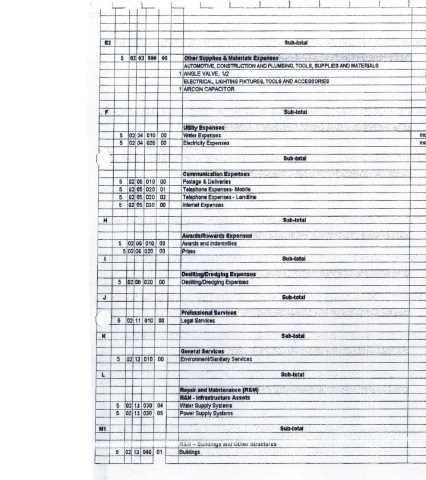 E2 Sub-total
5 02 03 990 00 Other Supplies & Materials Expenses
AUTOMOTIVE, CONSTRUCTION AND PLUMBING, TOOLS, SUPPLIES AND MATERIALS
1 ANGLE VALVE, 1/2
ELECTRICAL, LIGHTING FIXTURES, TOOLS AND ACCESSORIES
1 AIRCON CAPACITOR
F Sub-total
Utility Expenses
5 02 04 010 00 Water Expenses mo
5 02 04 020 00 Electricity Expenses mo
Sub-total
Communication Expenses
5 02 05 010 00 Postage & Deliveries
5 02 05 020 01 Telephone Expenses- Mobile
5 02 05 020 02 Telephone Expenses - Landline
5 02 05 030 00 Internet Expenses
H Sub-total
Awards/Rewards Expenses
5 02 06 010 00 Awards and Indemnities
5 02 06 020 00 Prizes
I Sub-total
Desilting/Dredging Expenses
5 02 08 020 00 Desilting/Dredging Expenses
J Sub-total
Professional Services
5 02 11 010 00 Legal Services
K Sub-total
General Services
5 02 12 010 00 Environment/Sanitary Services
L Sub-total
Repair and Maintenance (R&M)
R&M - Infrastructure Assets
5 02 13 030 04 Water Supply Systems
5 02 13 030 05 Power Supply Systems
M1 Sub-total
R&M - Buildings and Other Structures
5 02 13 040 01 Buildings